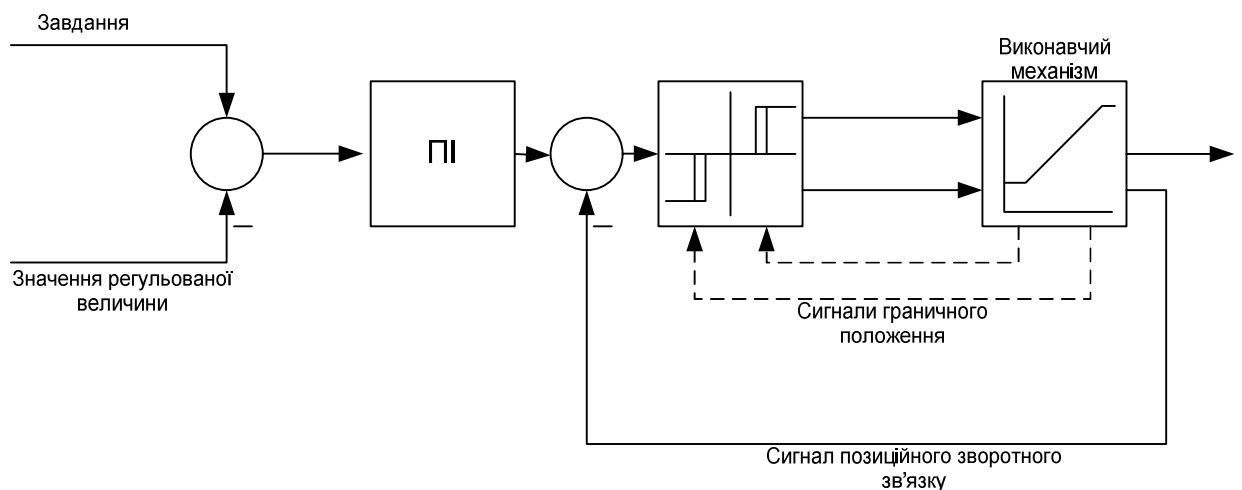 Завдання
Виконавчий
механізм
ПІ
Значення регульованої
величини
Сигнали граничного
положення
Сигнал позиційного зворотного
зв'язку